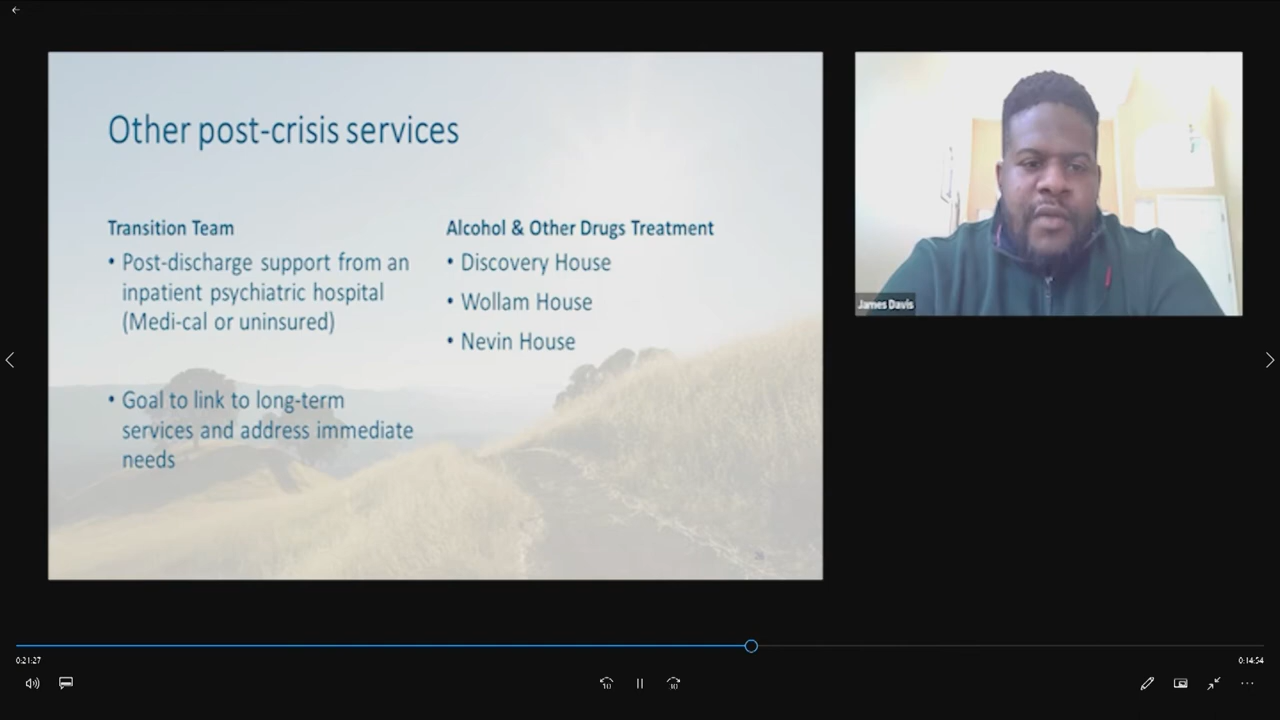 Other post-crisis services
Transition Team
• Post-discharge support from an
inpatient psychiatric hospital
(Medi-cal or uninsured)
• Goal to link to long-term
services and address immediate
needs
Alcohol & Other Drugs Treatment
• Discovery House
• Wollam House
• Nevin House
James Davis
0:21:27
0:14:54
10
30